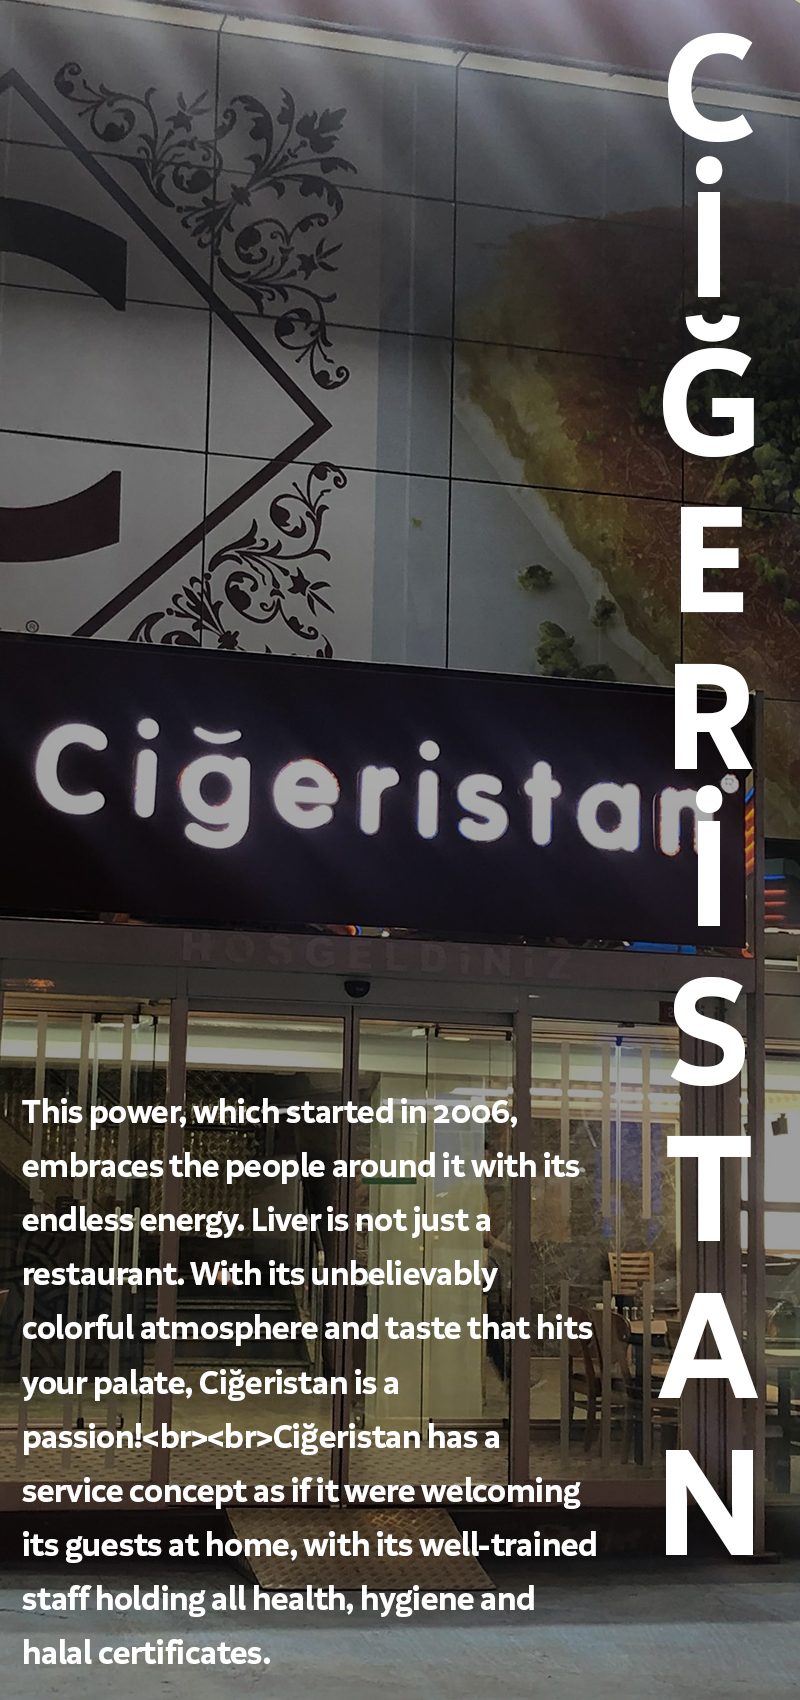 CİĞERİSTAN
Ciğeristan®
HOŞGELDİNİZ
This power, which started in 2006,
embraces the people around it with its
endless energy. Liver is not just a
restaurant. With its unbelievably
colorful atmosphere and taste that hits
your palate, Ciğeristan is a
passion!<br><br>Ciğeristan has a
service concept as if it were welcoming
its guests at home, with its well-trained
staff holding all health, hygiene and
halal certificates.